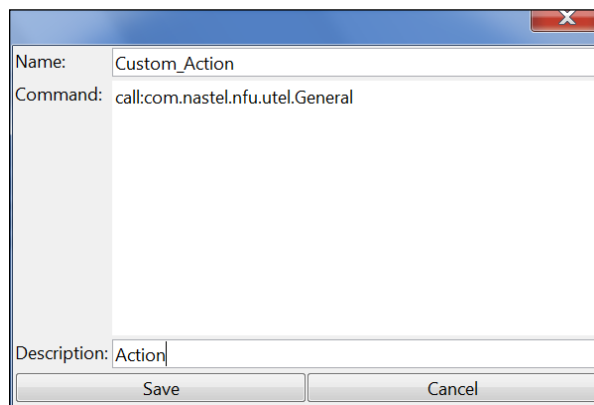 Name: Custom_Action
Command: call:com.nastel.nfu.utel.General
Description: Action
Save Cancel